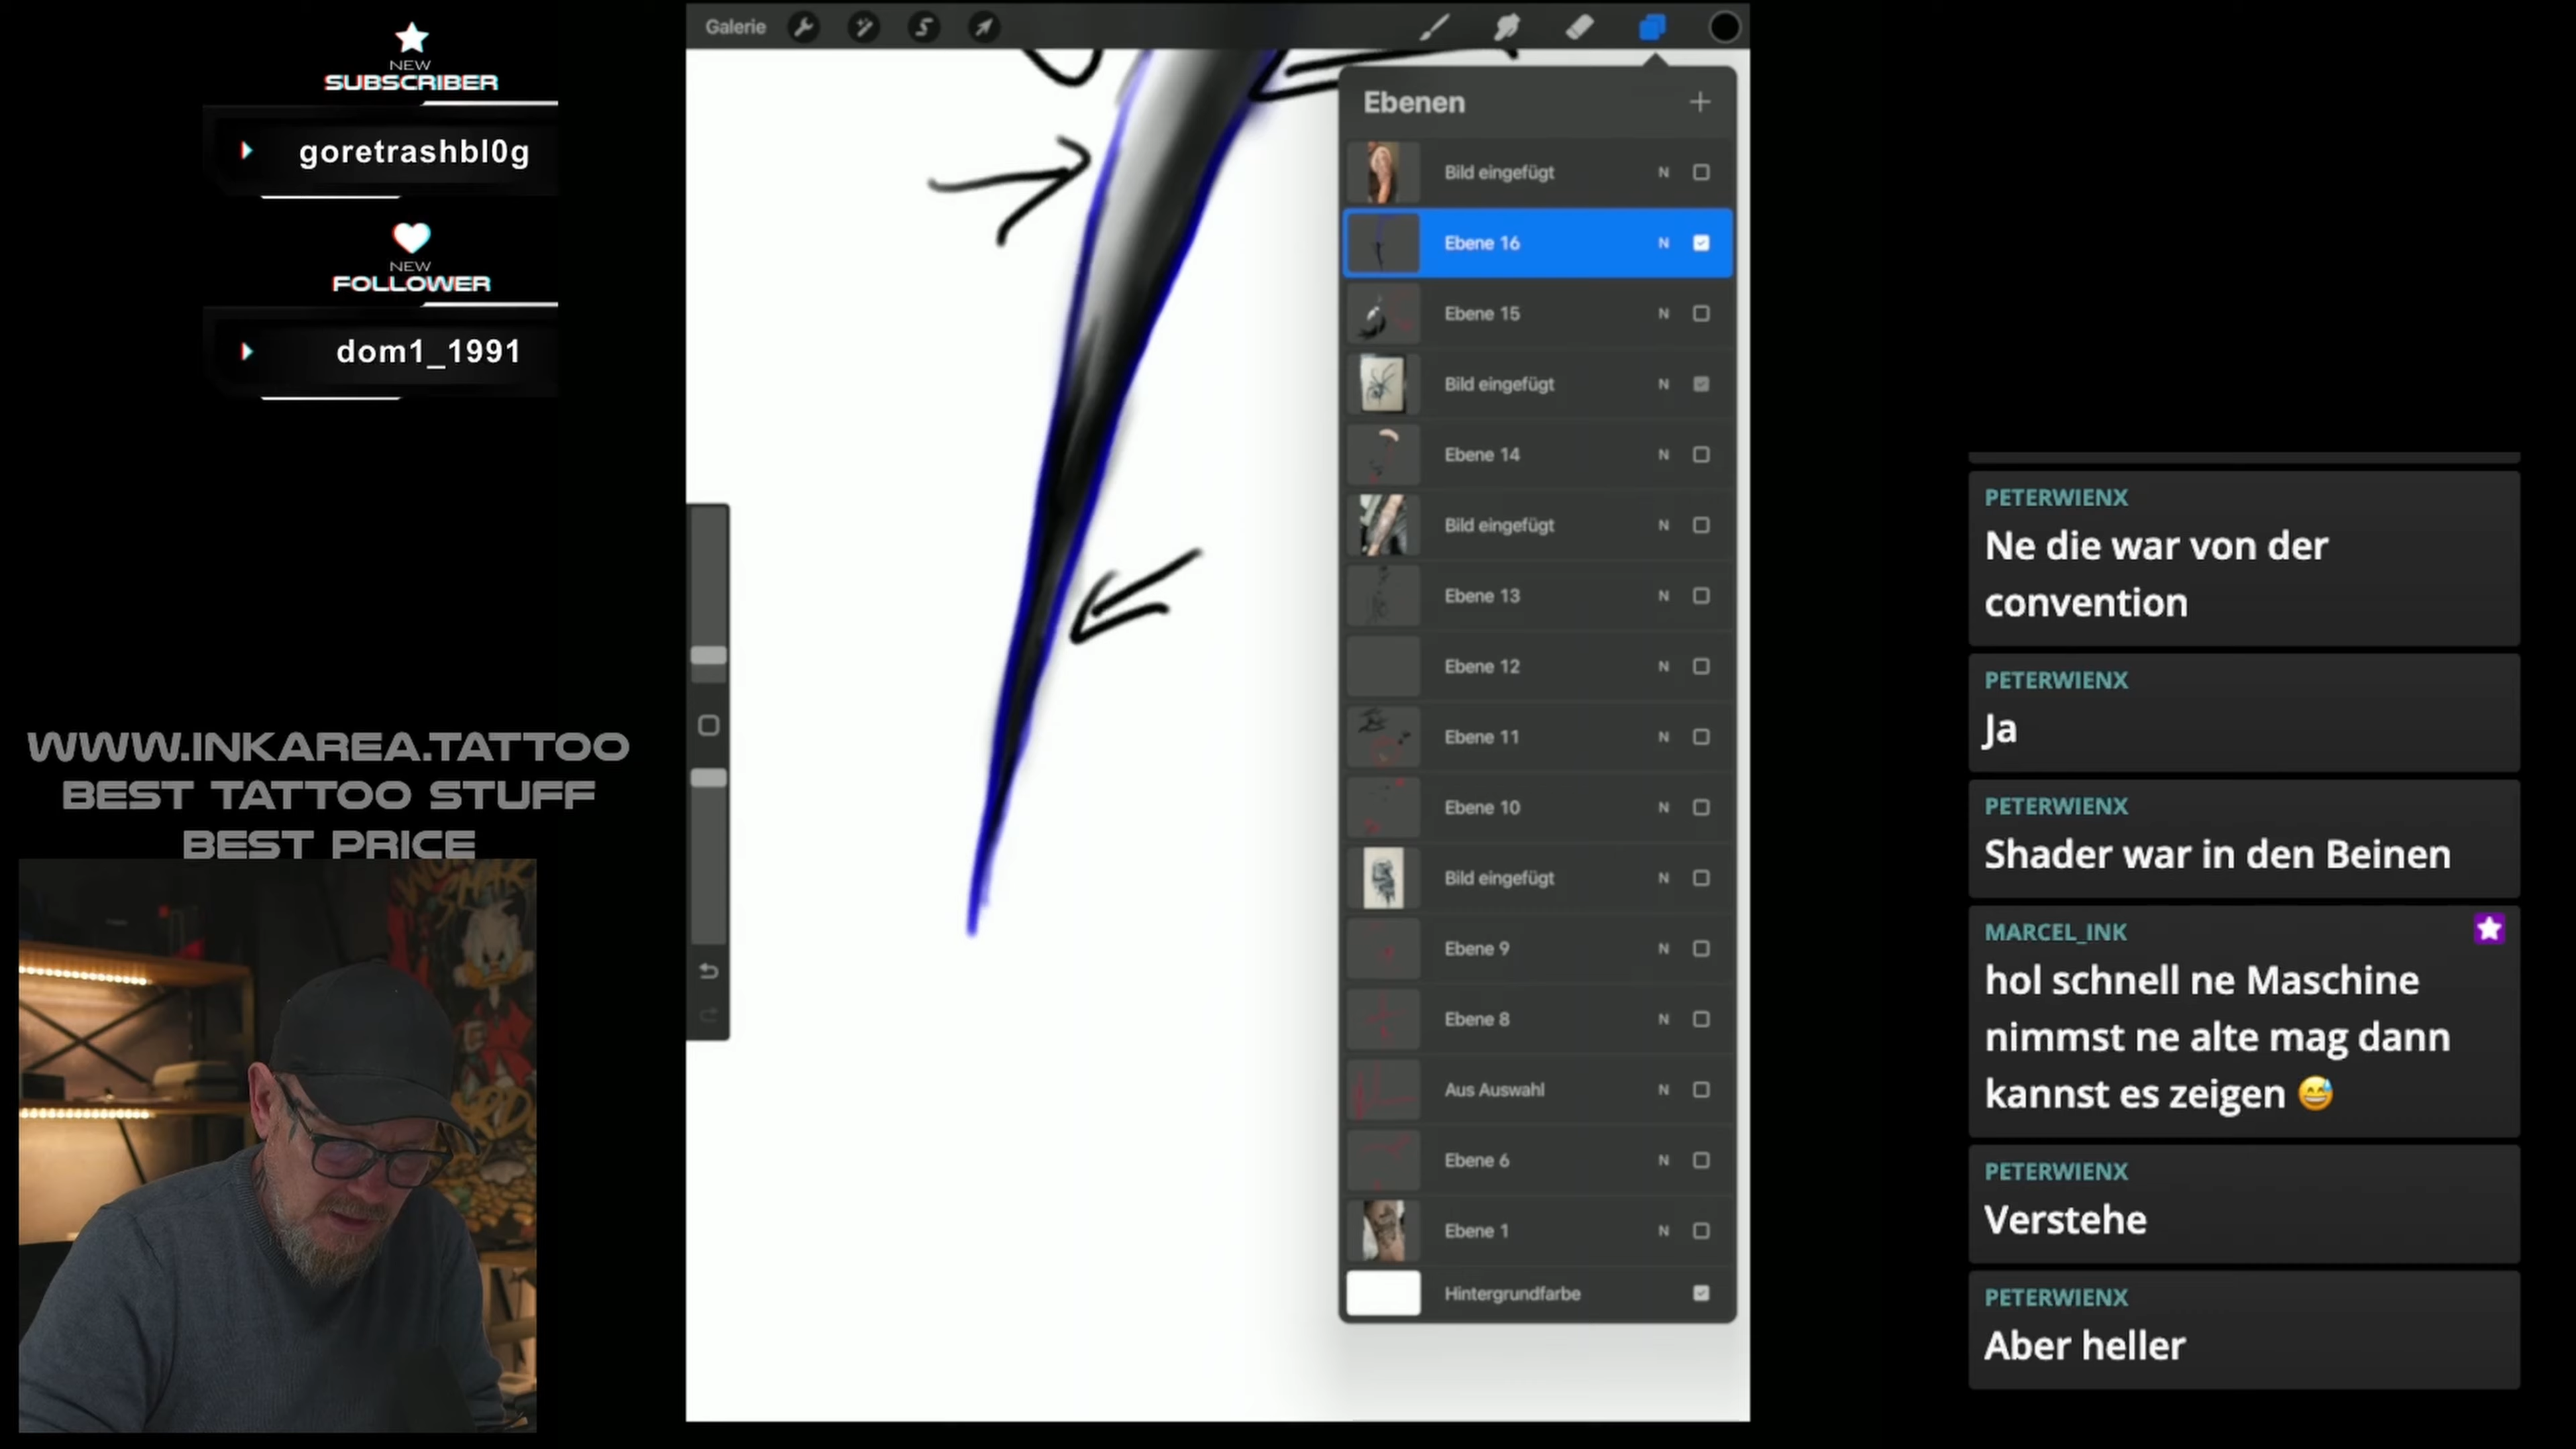 NEW
SUBSCRIBER
goretrashbl0g
NEW
FOLLOWER
dom1_1991
WWW.INKAREA.TATTOO
BEST TATTOO STUFF
BEST PRICE
Galerie
Ebenen
Bild eingefügt N
Ebene 16 N
Ebene 15 N
Bild eingefügt N
Ebene 14 N
Bild eingefügt N
Ebene 13 N
Ebene 12 N
Ebene 11 N
Ebene 10 N
Bild eingefügt N
Ebene 9 N
Ebene 8 N
Aus Auswahl N
Ebene 6 N
Ebene 1 N
Hintergrundfarbe
PETERWIENX
Ne die war von der
convention
PETERWIENX
Ja
PETERWIENX
Shader war in den Beinen
MARCEL_INK
hol schnell ne Maschine
nimmst ne alte mag dann
kannst es zeigen 😅
PETERWIENX
Verstehe
PETERWIENX
Aber heller